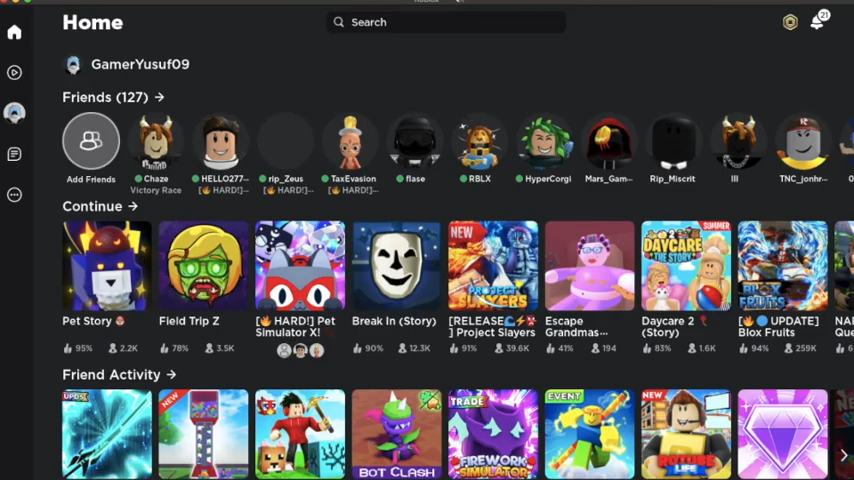 Home
Search
21
GamerYusuf09
Friends (127) →
Add Friends
Chaze
Victory Race
HELLO277...
rip_Zeus
[🔥 HARD!]...
TaxEvasion
[🔥 HARD!]...
flase
RBLX
HyperCorgi
Mars_Gam...
Rip_Miscrit
III
TNC_jonhr...
Continue →
NEW
PROJECT SLAYERS
SUMMER
2
DAYCARE
THE STORY
BLOX FRUITS
Pet Story
Field Trip Z
[🔥 HARD!] Pet
Simulator X!
Break In (Story)
[RELEASE🌊⚡👹
] Project Slayers
Escape
Grandmas...
Daycare 2 🎈
(Story)
[🔥🔵 UPDATE]
Blox Fruits
95% 2.2K
78% 3.5K
90% 12.3K
91% 39.6K
41% 194
83% 1.6K
94% 259K
Friend Activity →
UPD5
NEW
BOT CLASH
TRADE
FIREWORK
SIMULATOR
EVENT
NEW
LIFE